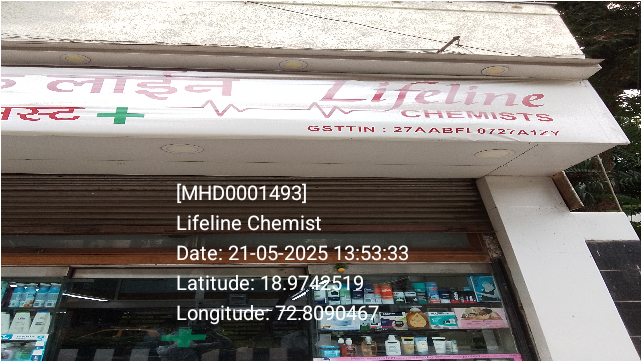 लाईन
Lifeline
CHEMISTS
GSTTIN : 27AABFL0727A1ZY
[MHD0001493]
Lifeline Chemist
Date: 21-05-2025 13:53:33
Latitude: 18.9742519
Longitude: 72.8090467